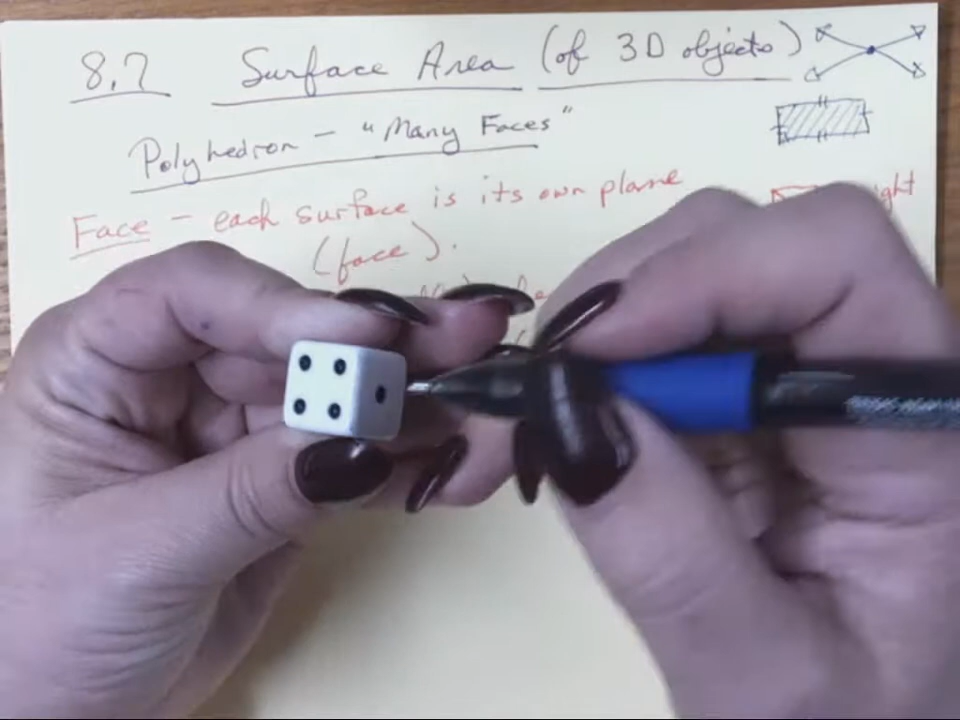 8.7 Surface Area (of 3D objects)
Polyhedron - "Many Faces"
Face - each surface is its own plane
(face).